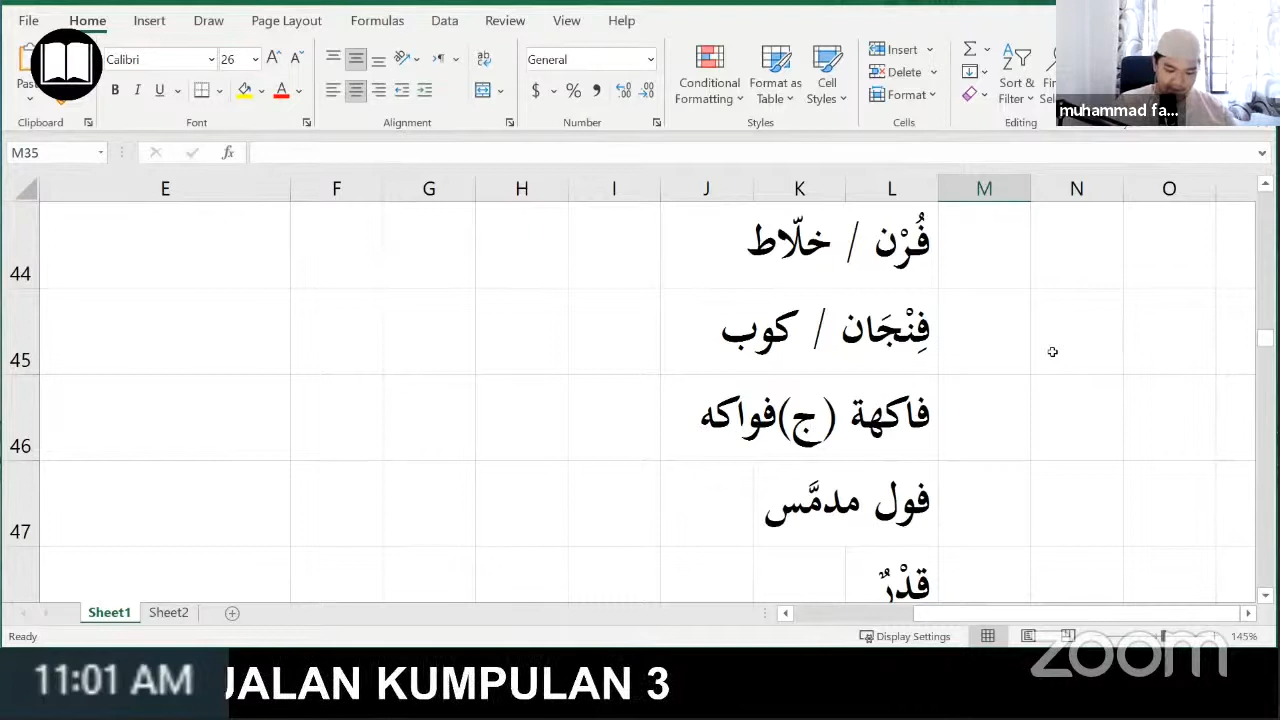 File Home Insert Draw Page Layout Formulas Data Review View Help
Calibri 26 General
Conditional Formatting Format as Table Cell Styles
Insert
Delete
Format
Sort & Filter
Clipboard Font Alignment Number Styles Cells Editing
muhammad fa...
M35 fx
E F G H I J K L M N O
44 فُرْن / خلّاط
45 فِنْجَان / كوب
46 فاكهة (ج)فواكه
47 فول مدمَّس
قدْرٌ
Sheet1 Sheet2
Ready Display Settings 145%
zoom
11:01 AM JALAN KUMPULAN 3